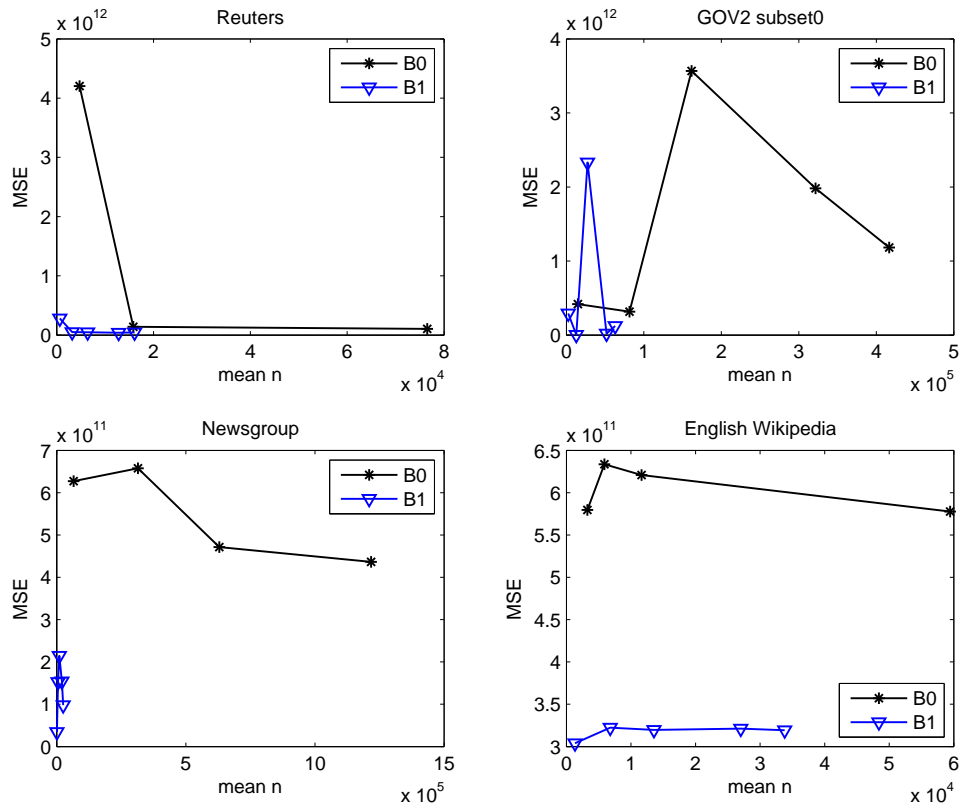 x 10^12
Reuters
5
4
3
2
1
0
MSE
B0
B1
0 2 4 6 8
mean n
x 10^4
x 10^12
GOV2 subset0
4
3
2
1
0
MSE
B0
B1
0 1 2 3 4 5
mean n
x 10^5
x 10^11
Newsgroup
7
6
5
4
3
2
1
0
MSE
B0
B1
0 5 10 15
mean n
x 10^5
x 10^11
English Wikipedia
6.5
6
5.5
5
4.5
4
3.5
3
MSE
B0
B1
0 1 2 3 4 5 6
mean n
x 10^4